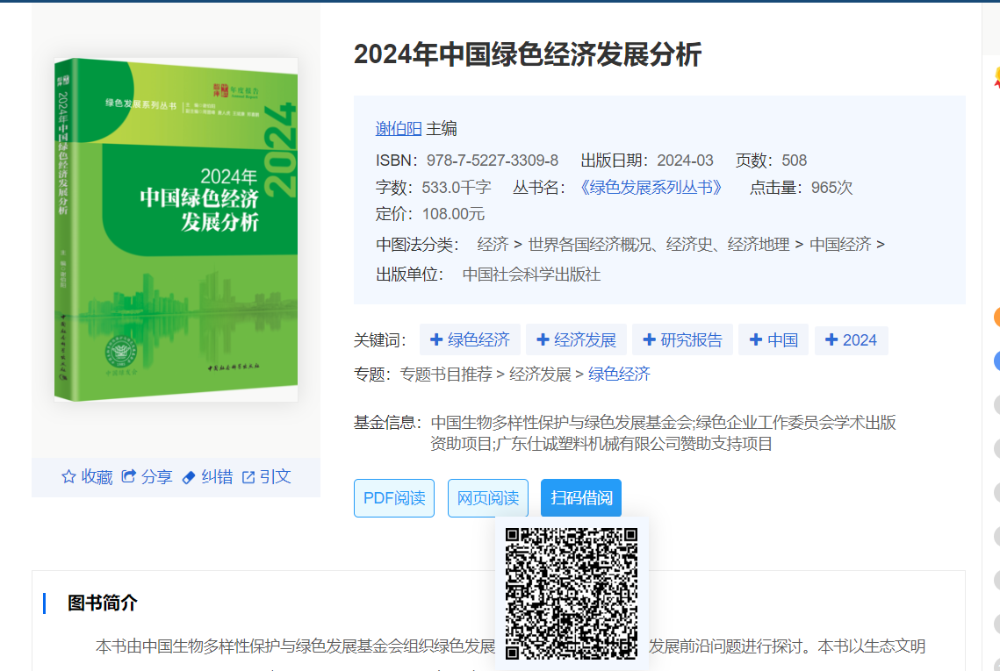 2024年中国绿色经济发展分析
年度报告
绿色发展系列丛书
2024
2024年
中国绿色经济
发展分析
2024年中国绿色经济发展分析
中国社会科学出版社
谢伯阳 主编
ISBN： 978-7-5227-3309-8 出版日期： 2024-03 页数： 508
字数： 533.0千字 丛书名： 《绿色发展系列丛书》 点击量： 965次
定价： 108.00元
中图法分类： 经济 > 世界各国经济概况、经济史、经济地理 > 中国经济 >
出版单位： 中国社会科学出版社
关键词： + 绿色经济 + 经济发展 + 研究报告 + 中国 + 2024
专题： 专题书目推荐 > 经济发展 > 绿色经济
基金信息： 中国生物多样性保护与绿色发展基金会;绿色企业工作委员会学术出版
资助项目;广东仕诚塑料机械有限公司赞助支持项目
收藏 分享 纠错 引文
PDF阅读 网页阅读 扫码借阅
图书简介
本书由中国生物多样性保护与绿色发展基金会组织绿色发展 发展前沿问题进行探讨。本书以生态文明